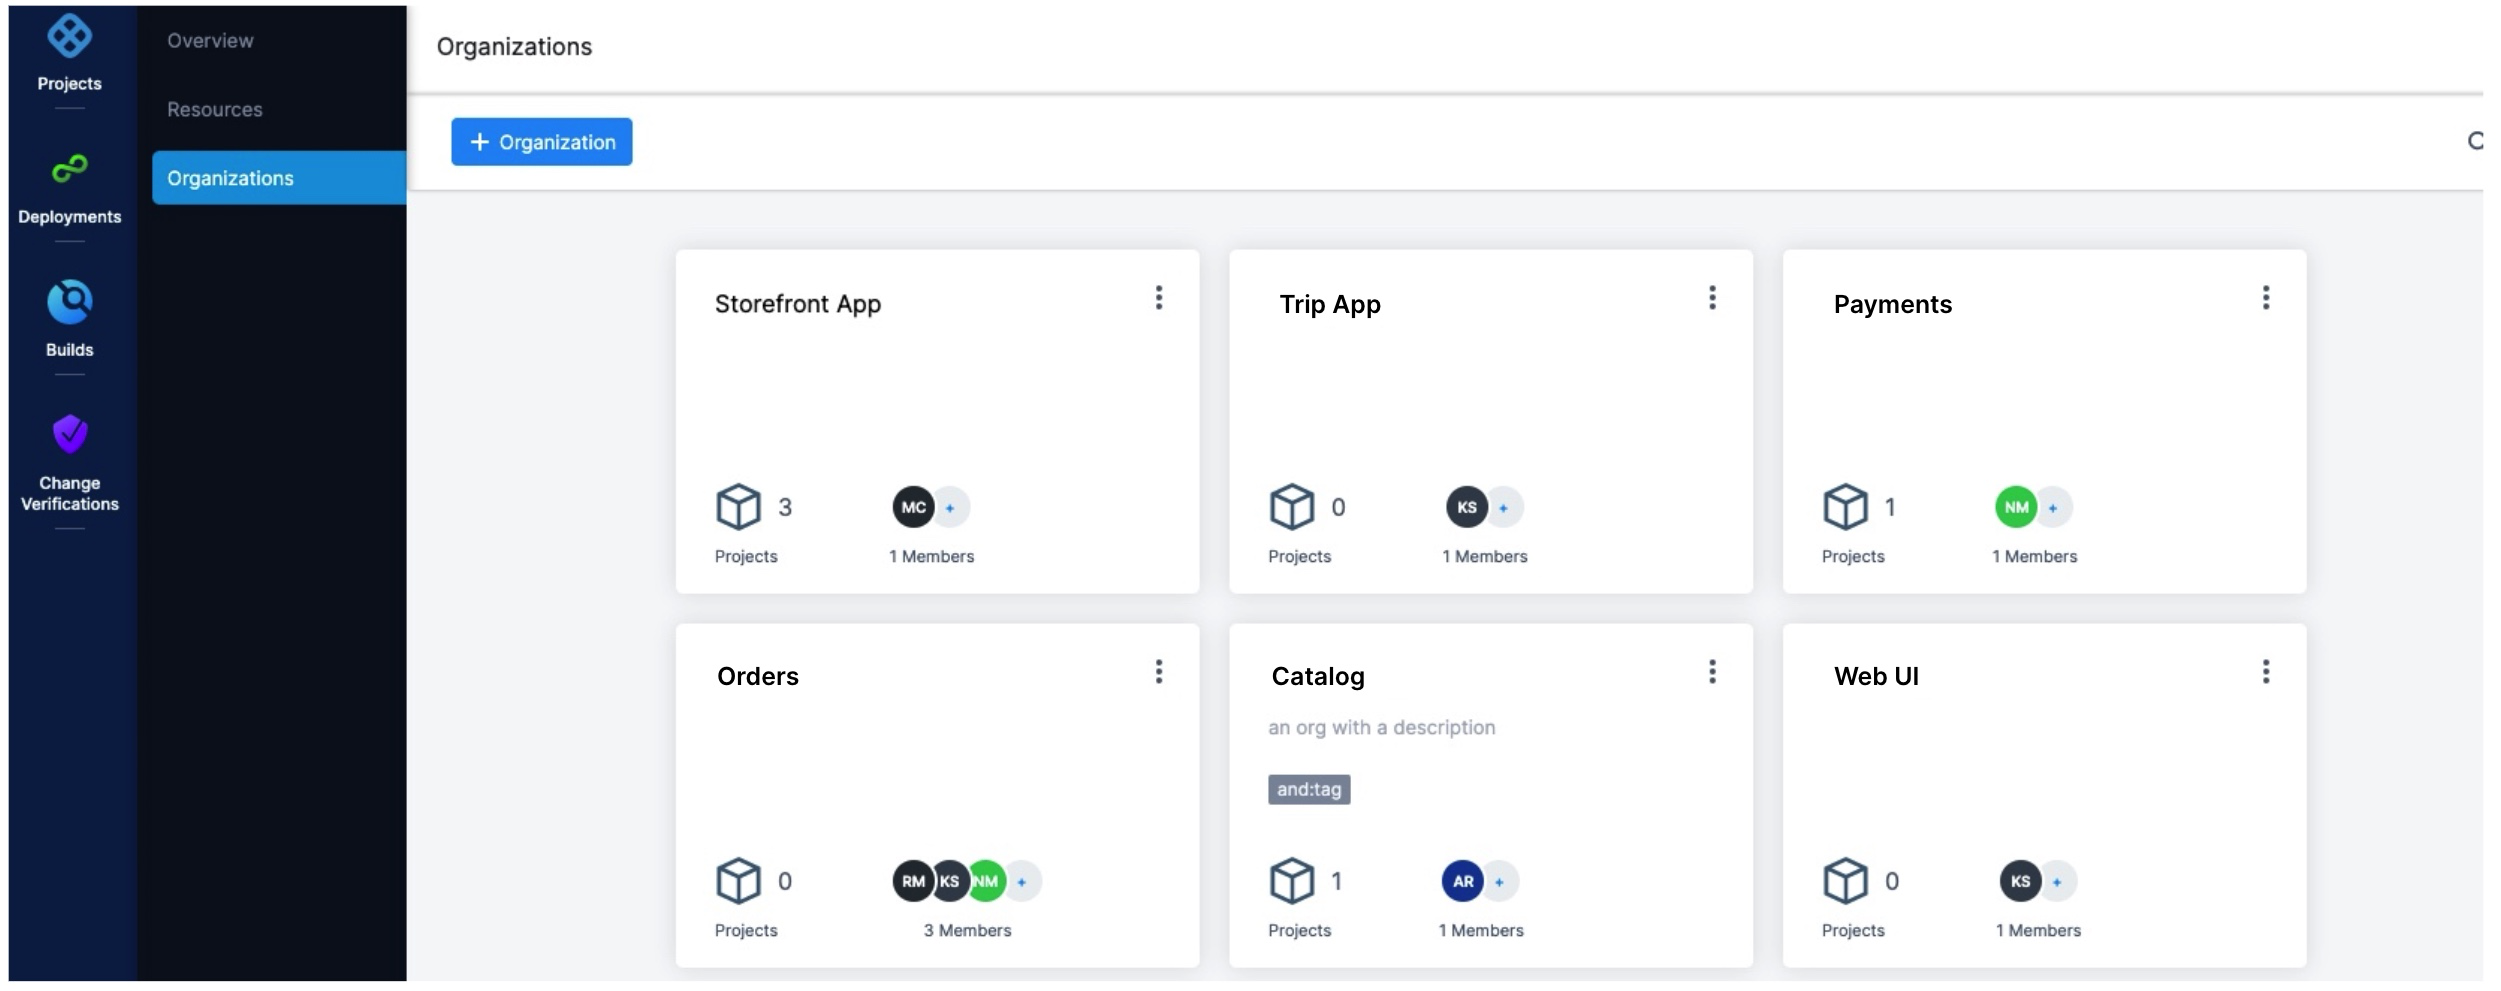 Projects
Deployments
Builds
Change
Verifications
Overview
Resources
Organizations
Organizations
+ Organization
Storefront App
3
MC +
Projects
1 Members
Trip App
0
KS +
Projects
1 Members
Payments
1
NM +
Projects
1 Members
Orders
0
RM KS NM +
Projects
3 Members
Catalog
an org with a description
and:tag
1
AR +
Projects
1 Members
Web UI
0
KS +
Projects
1 Members